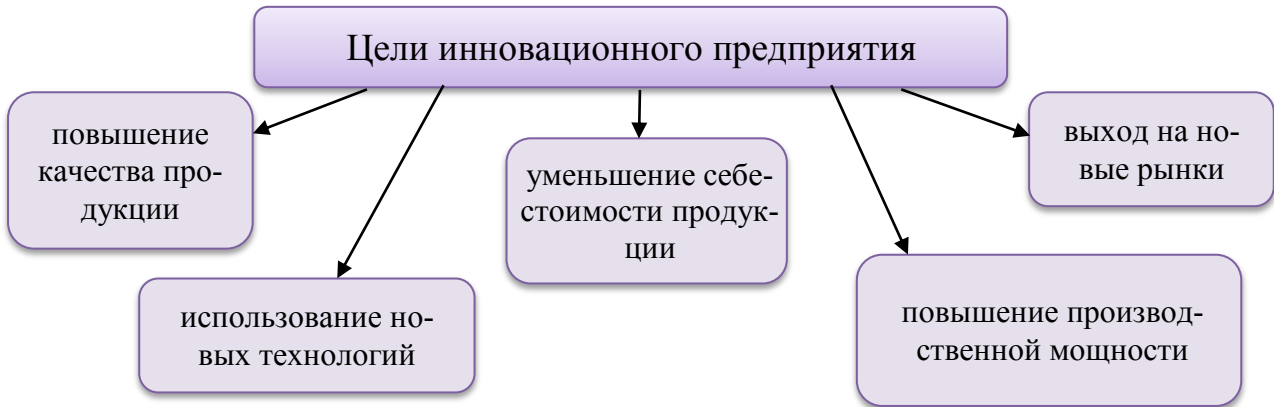 Цели инновационного предприятия
повышение
качества про-
дукции
использование но-
вых технологий
уменьшение себе-
стоимости продук-
ции
повышение производ-
ственной мощности
выход на но-
вые рынки